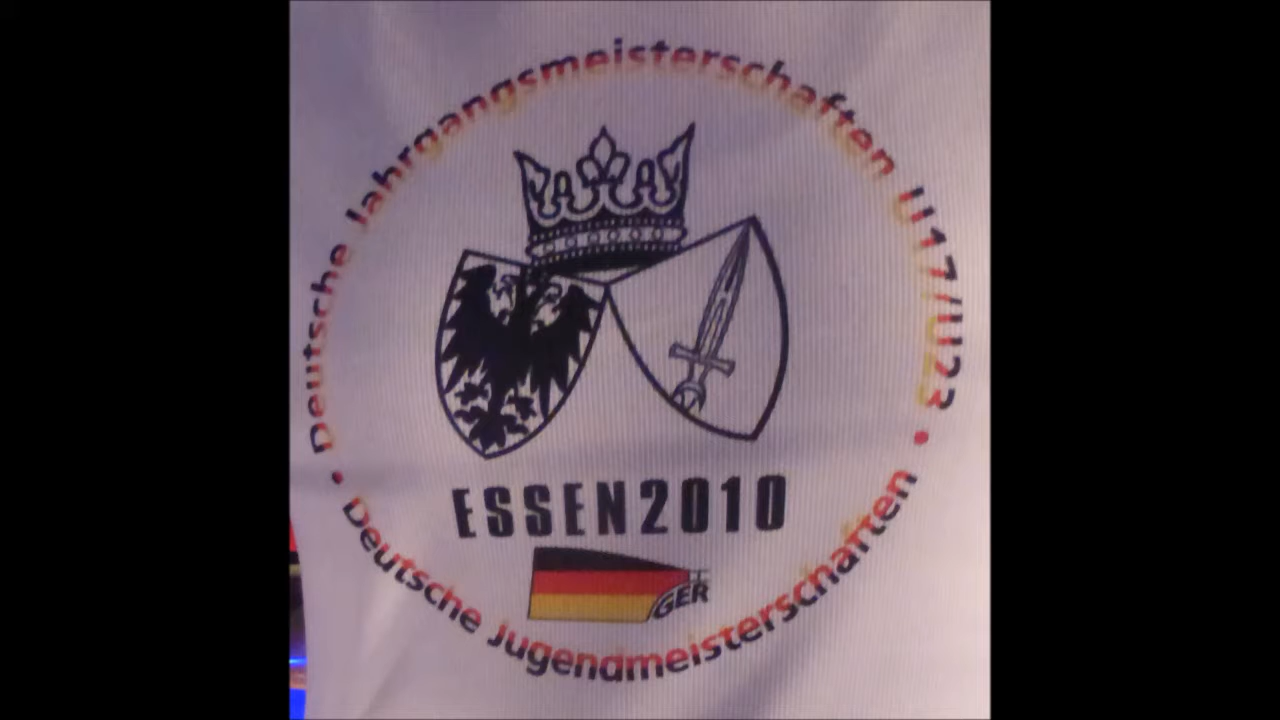 Deutsche Jahrgangsmeisterschaften U17/U23 •
ESSEN2010
GER
• Deutsche Jugendmeisterschaften